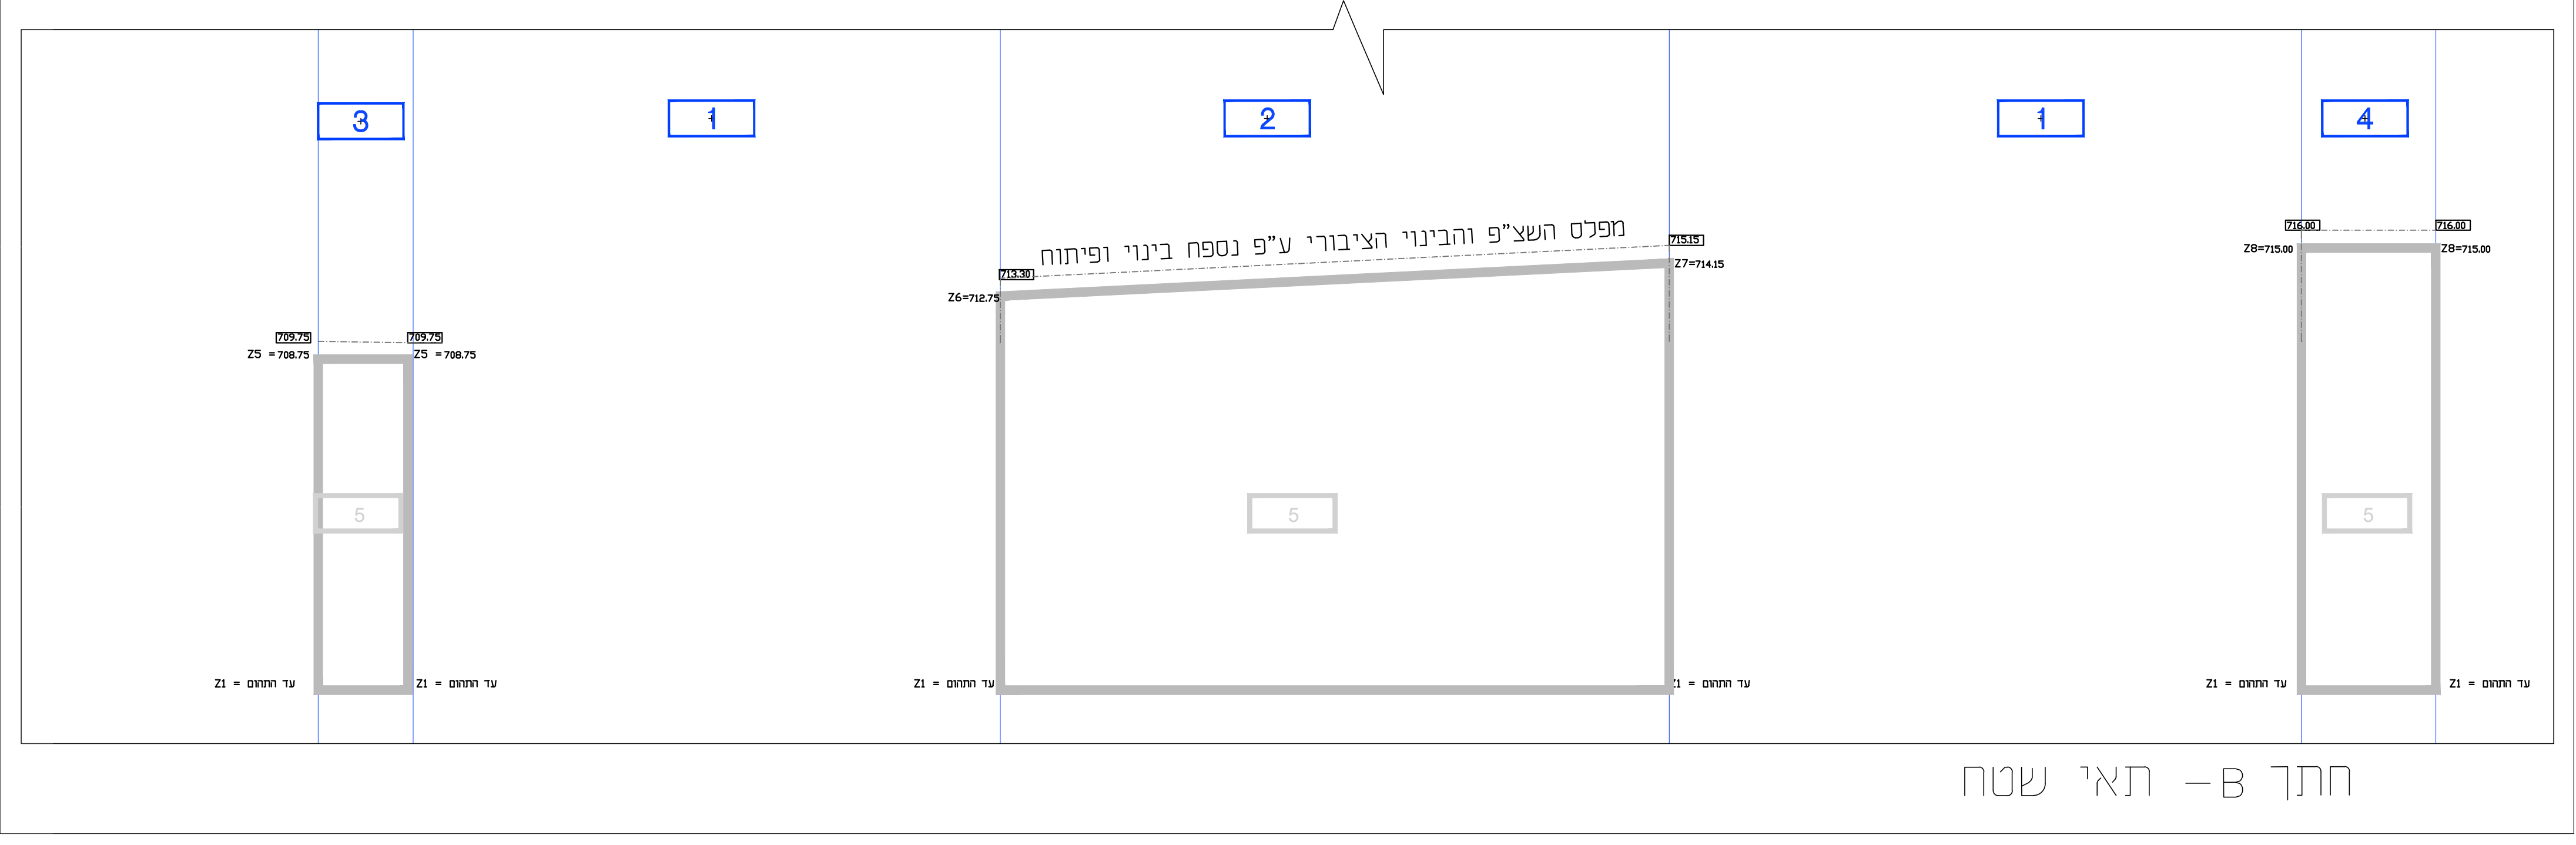 3
1
2
1
4
מפלס השצ"פ והבינוי הציבורי ע"פ נספח בינוי ופיתוח
716.00
716.00
715.15
Z8=715.00
Z8=715.00
Z7=714.15
713.30
Z6=712.75
709.75
709.75
Z5 =708.75
Z5 =708.75
5
5
5
Z1 = עד התהום
Z1 = עד התהום
Z1 = עד התהום
Z1 = עד התהום
Z1 = עד התהום
Z1 = עד התהום
חתך B- תאי שטח